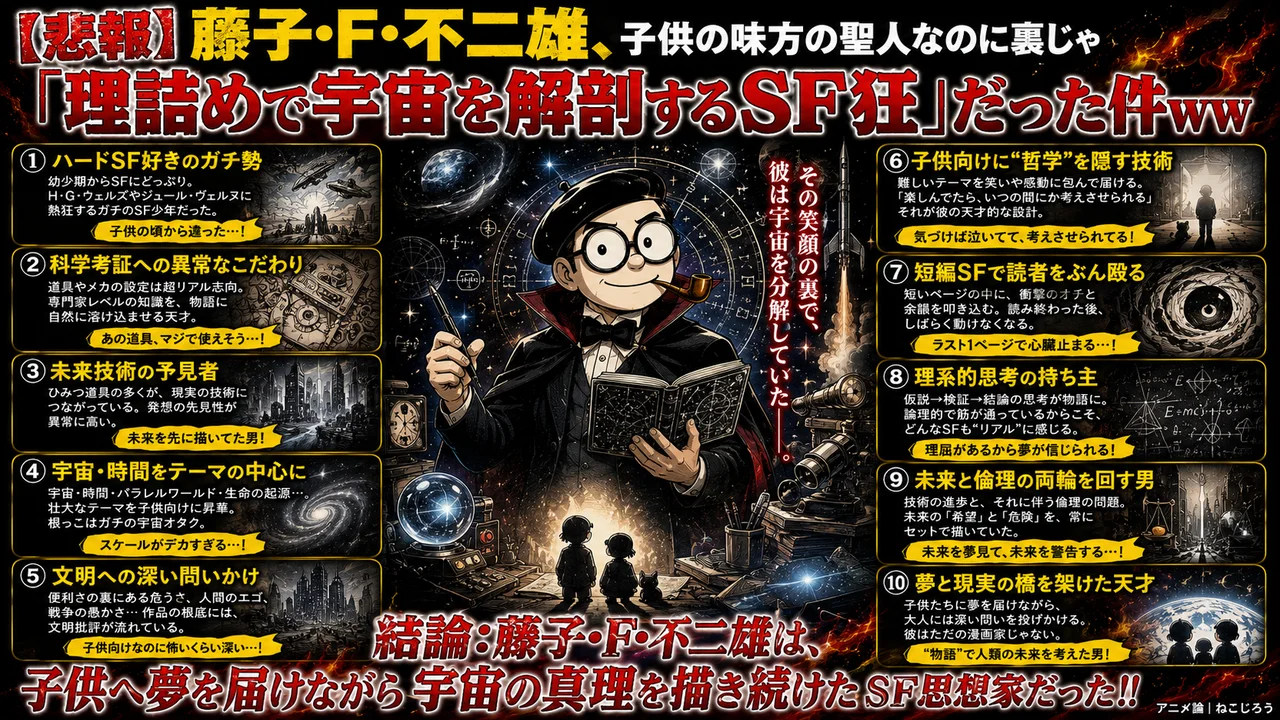 【悲報】藤子・F・不二雄、子供の味方の聖人なのに裏じゃ
「理詰めで宇宙を解剖するSF狂」だった件ww
① ハードSF好きのガチ勢
幼少期からSFにどっぷり。
H・G・ウェルズやジュール・ヴェルヌに
熱狂するガチのSF少年だった。
子供の頃から違った…!
② 科学考証への異常なこだわり
道具やメカの設定は超リアル志向。
専門家レベルの知識を、物語に
自然に溶け込ませる天才。
あの道具、マジで使えそう…!
③ 未来技術の予見者
ひみつ道具の多くが、現実の技術に
つながっている。発想の先見性が
異常に高い。
未来を先に描いてた男!
④ 宇宙・時間をテーマの中心に
宇宙・時間・パラレルワールド・生命の起源…。
壮大なテーマを子供向けに昇華。
根っこはガチの宇宙オタク。
スケールがデカすぎる…!
⑤ 文明への深い問いかけ
便利さの裏にある危うさ、人間のエゴ、
戦争の愚かさ… 作品の根底には、
文明批評が流れている。
子供向けなのに怖いくらい深い…!
その笑顔の裏で、
彼は宇宙を分解していた――。
⑥ 子供向けに“哲学”を隠す技術
難しいテーマを笑いや感動に包んで届ける。
「楽しんでたら、いつの間にか考えさせられる」
それが彼の天才的な設計。
気づけば泣いてて、考えさせられてる!
⑦ 短編SFで読者をぶん殴る
短いページの中に、衝撃のオチと
余韻を叩き込む。読み終わった後、
しばらく動けなくなる。
ラスト1ページで心臓止まる…!
⑧ 理系的思考の持ち主
仮説→検証→結論の思考が物語に。
論理的で筋が通っているからこそ、
どんなSFも“リアル”に感じる。
E=mc²
理屈があるから夢が信じられる!
⑨ 未来と倫理の両輪を回す男
技術の進歩と、それに伴う倫理の問題。
未来の「希望」と「危険」を、常に
セットで描いていた。
未来を夢見て、未来を警告する…!
⑩ 夢と現実の橋を架けた天才
子供たちに夢を届けながら、
大人には深い問いを投げかける。
彼はただの漫画家じゃない。
“物語”で人類の未来を考えた男!
結論:藤子・F・不二雄は、
子供へ夢を届けながら宇宙の真理を描き続けたSF思想家だった!!
アニメ論|ねこじろう